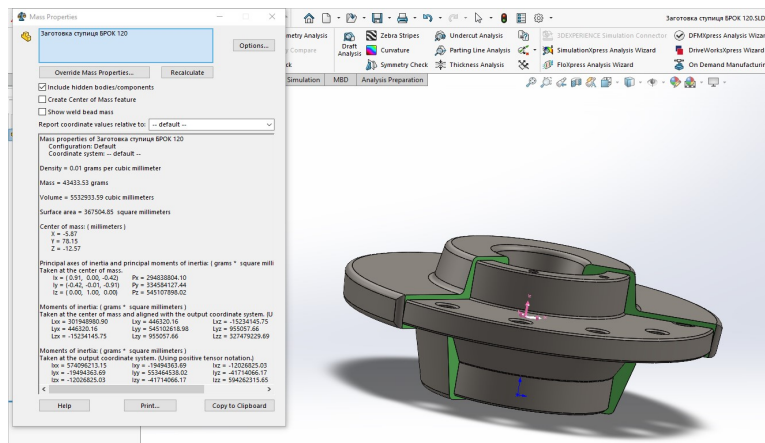 Mass Properties
Заготовка ступица БРОК 120
Options...
Override Mass Properties...
Recalculate
Include hidden bodies/components
Create Center of Mass feature
Show weld bead mass
Report coordinate values relative to:
-- default --
Mass properties of Заготовка ступица БРОК 120
Configuration: Default
Coordinate system: -- default --
Density = 0.01 grams per cubic millimeter
Mass = 43433.53 grams
Volume = 5532933.59 cubic millimeters
Surface area = 367504.85 square millimeters
Center of mass: ( millimeters )
X = -5.87
Y = 78.15
Z = -12.57
Principal axes of inertia and principal moments of inertia: ( grams * square milli
Taken at the center of mass.
Ix = ( 0.91, 0.00, -0.42) Px = 294838804.10
Iy = (-0.42, -0.01, -0.91) Py = 334584127.44
Iz = ( 0.00, 1.00, 0.00) Pz = 545107898.02
Moments of inertia: ( grams * square millimeters )
Taken at the center of mass and aligned with the output coordinate system. (U
Lxx = 301948980.90 Lxy = 446320.16 Lxz = -15234145.75
Lyx = 446320.16 Lyy = 545102618.98 Lyz = 955057.66
Lzx = -15234145.75 Lzy = 955057.66 Lzz = 327479229.69
Moments of inertia: ( grams * square millimeters )
Taken at the output coordinate system. (Using positive tensor notation.)
Ixx = 574096213.15 Ixy = -19494363.69 Ixz = -12026825.03
Iyx = -19494363.69 Iyy = 553464538.02 Iyz = -41714066.17
Izx = -12026825.03 Izy = -41714066.17 Izz = 594262315.65
Help
Print...
Copy to Clipboard
Заготовка ступица БРОК 120.SLD
metry Analysis
Compare
ck
Draft
Analysis
Zebra Stripes
Curvature
Symmetry Check
Undercut Analysis
Parting Line Analysis
Thickness Analysis
3DEXPERIENCE Simulation Connector
SimulationXpress Analysis Wizard
FloXpress Analysis Wizard
DFMXpress Analysis Wizar
DriveWorksXpress Wizard
On Demand Manufacturin
Simulation
MBD
Analysis Preparation